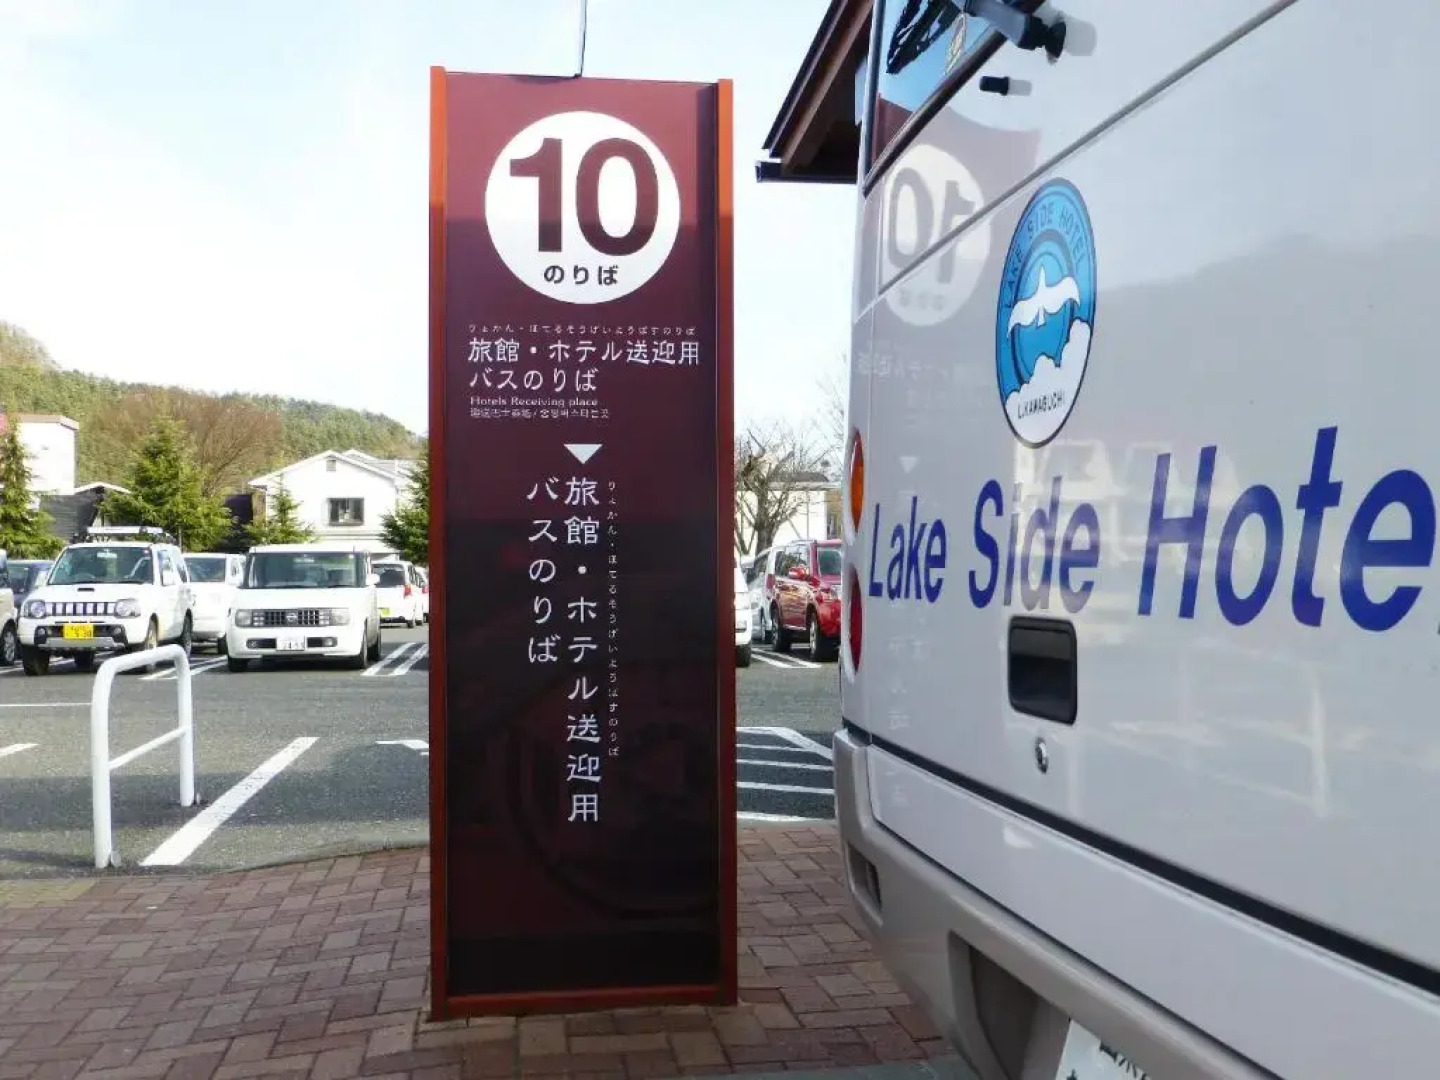 10
のりば
りょかん・ほてるそうげいようばすのりば
旅館・ホテル送迎用
バスのりば
Hotels Receiving place
旅館・ホテル送迎用
バスのりば
りょかん・ほてるそうげいようばすのりば
LAKE SIDE HOTEL
L.KAWAGUCHI
Lake Side Hote